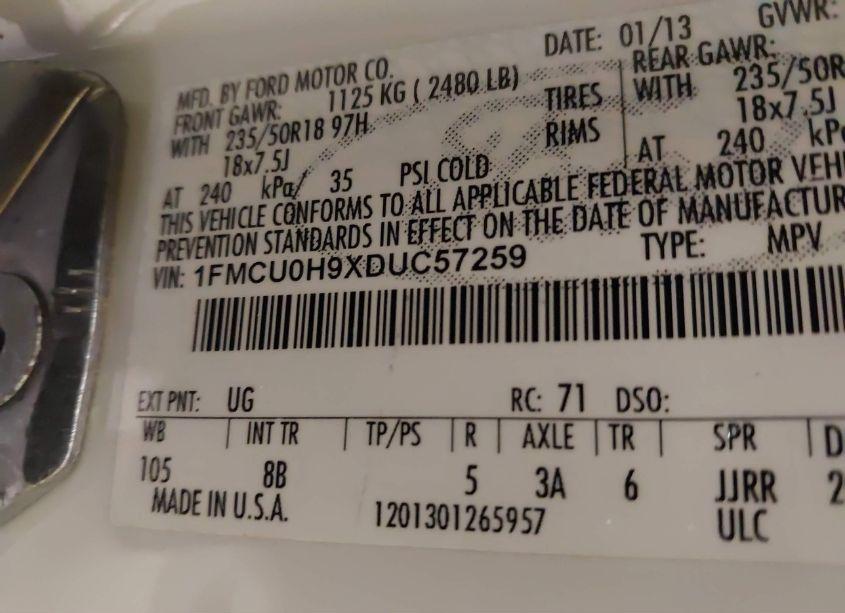 DATE: 01/13 GVWR:
MFD. BY FORD MOTOR CO.
FRONT GAWR: 1125 KG ( 2480 LB) REAR GAWR:
WITH 235/50R18 97H TIRES WITH 235/50R
18x7.5J RIMS 18x7.5J
AT 240 kPa/ 35 PSI COLD AT 240 kP
THIS VEHICLE CONFORMS TO ALL APPLICABLE FEDERAL MOTOR VEHI
PREVENTION STANDARDS IN EFFECT ON THE DATE OF MANUFACTUR
VIN: 1FMCU0H9XDUC57259 TYPE: MPV
EXT PNT: UG RC: 71 DSO:
WB | INT TR | TP/PS | R | AXLE | TR | SPR | D
105 8B 5 3A 6 JJRR 2
MADE IN U.S.A. 1201301265957 ULC